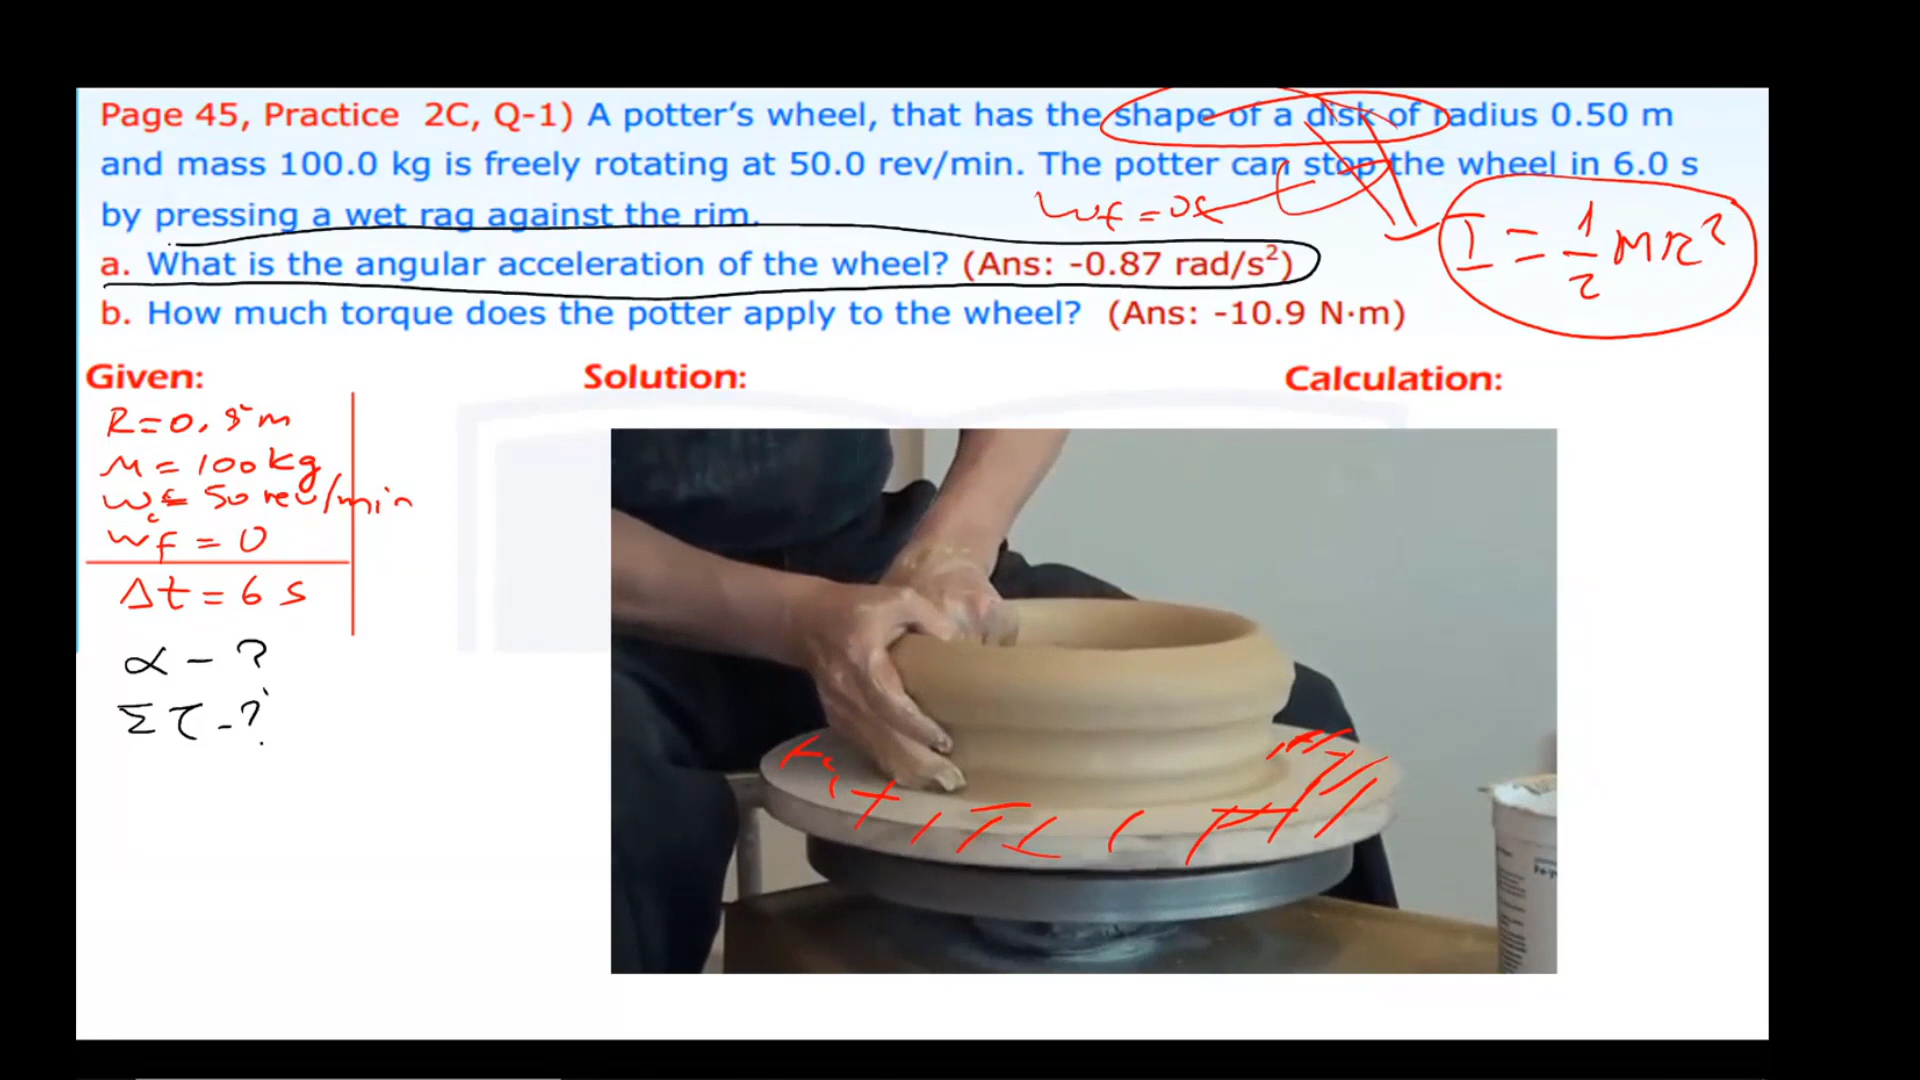 Page 45, Practice 2C, Q-1) A potter's wheel, that has the shape of a disk of radius 0.50 m
and mass 100.0 kg is freely rotating at 50.0 rev/min. The potter can stop the wheel in 6.0 s
by pressing a wet rag against the rim.
a. What is the angular acceleration of the wheel? (Ans: -0.87 rad/s²)
b. How much torque does the potter apply to the wheel? (Ans: -10.9 N·m)
I = 1/2 MR²
Given:
Solution:
Calculation:
R = 0,5 m
M = 100 kg
50 rev/min
Wf = 0
Δt = 6 s
α - ?
Στ - ?